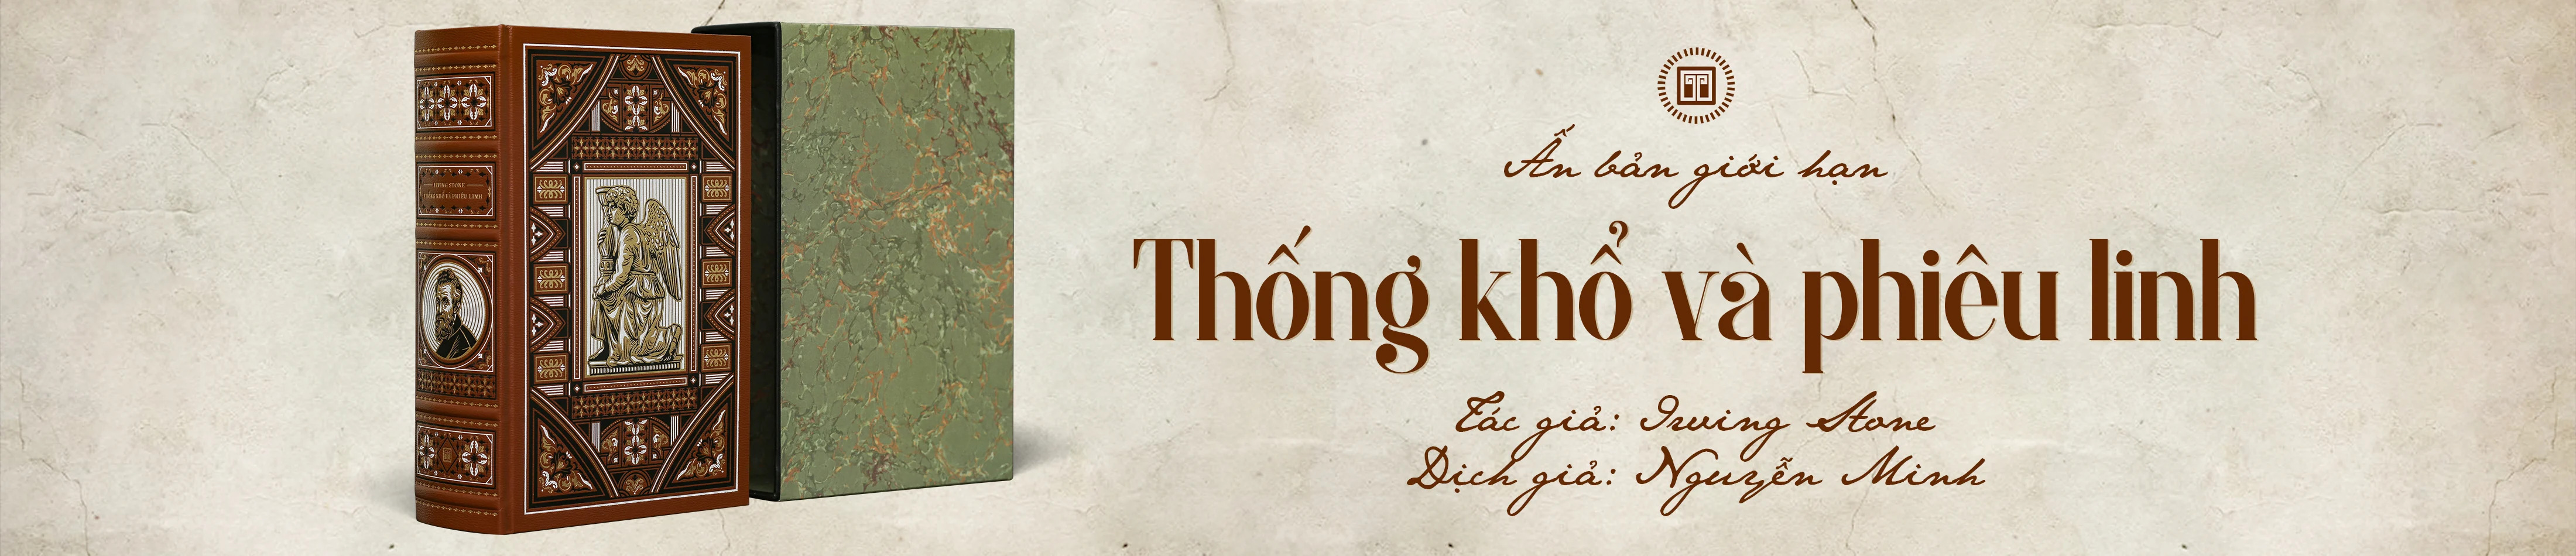 IRVING STONE
THỐNG KHỔ VÀ PHIÊU LINH
Ấn bản giới hạn
Thống khổ và phiêu linh
Tác giả: Irving Stone
Dịch giả: Nguyễn Minh